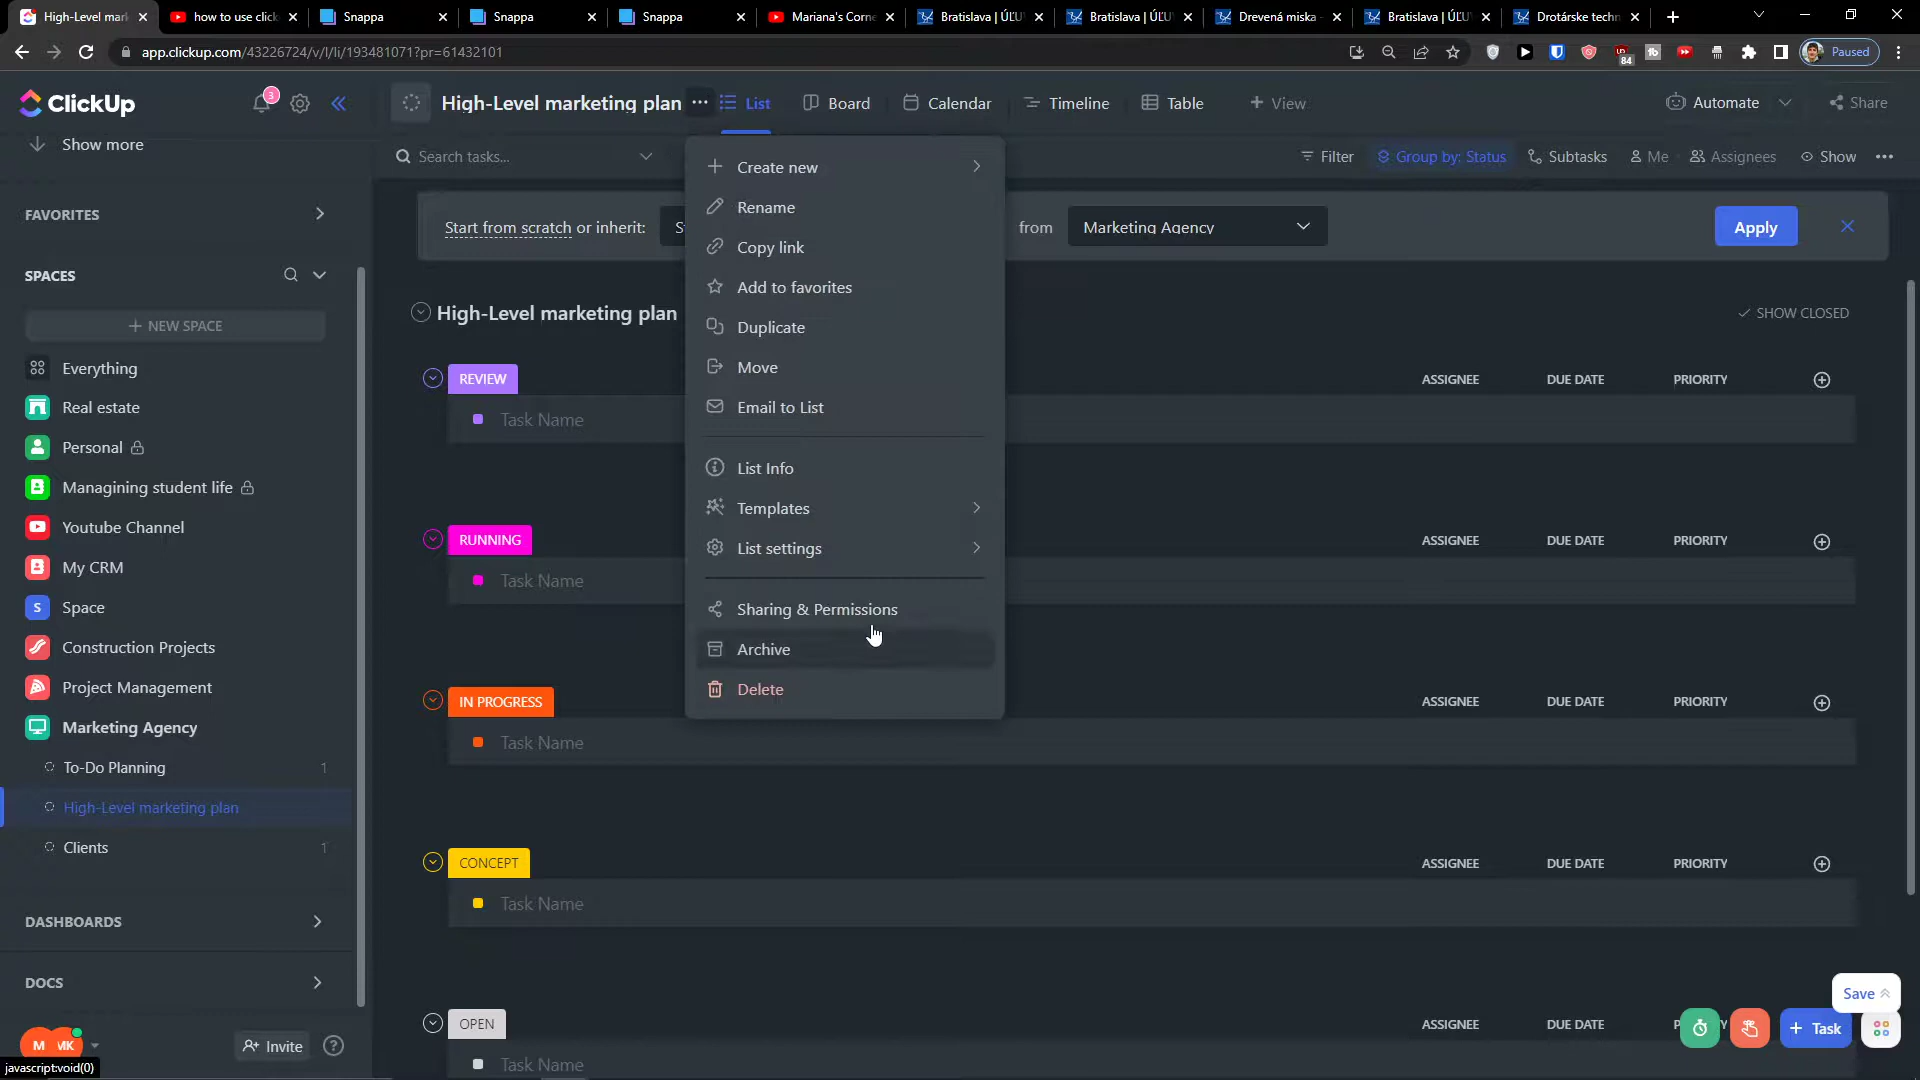 High-Level mar
how to use click
Snappa
Snappa
Snappa
Mariana's Corne
Bratislava | ÚĽU
Bratislava | ÚĽU
Drevená miska
Bratislava | ÚĽU
Drotárske techn
app.clickup.com/43226724/v/l/li/193481071?pr=61432101
84
Paused
ClickUp
3
High-Level marketing plan
List
Board
Calendar
Timeline
Table
+ View
Automate
Share
Show more
Search tasks...
Filter
Group by: Status
Subtasks
Me
Assignees
Show
FAVORITES
Start from scratch or inherit:
from
Marketing Agency
Apply
SPACES
+ NEW SPACE
Everything
Real estate
Personal
Managining student life
Youtube Channel
My CRM
S
Space
Construction Projects
Project Management
Marketing Agency
To-Do Planning
1
High-Level marketing plan
Clients
1
DASHBOARDS
DOCS
M
MK
Invite
javascript:void(0)
Create new
Rename
Copy link
Add to favorites
Duplicate
Move
Email to List
List Info
Templates
List settings
Sharing & Permissions
Archive
Delete
High-Level marketing plan
SHOW CLOSED
REVIEW
ASSIGNEE
DUE DATE
PRIORITY
Task Name
RUNNING
ASSIGNEE
DUE DATE
PRIORITY
Task Name
IN PROGRESS
ASSIGNEE
DUE DATE
PRIORITY
Task Name
CONCEPT
ASSIGNEE
DUE DATE
PRIORITY
Task Name
OPEN
ASSIGNEE
DUE DATE
Task Name
Save
+ Task